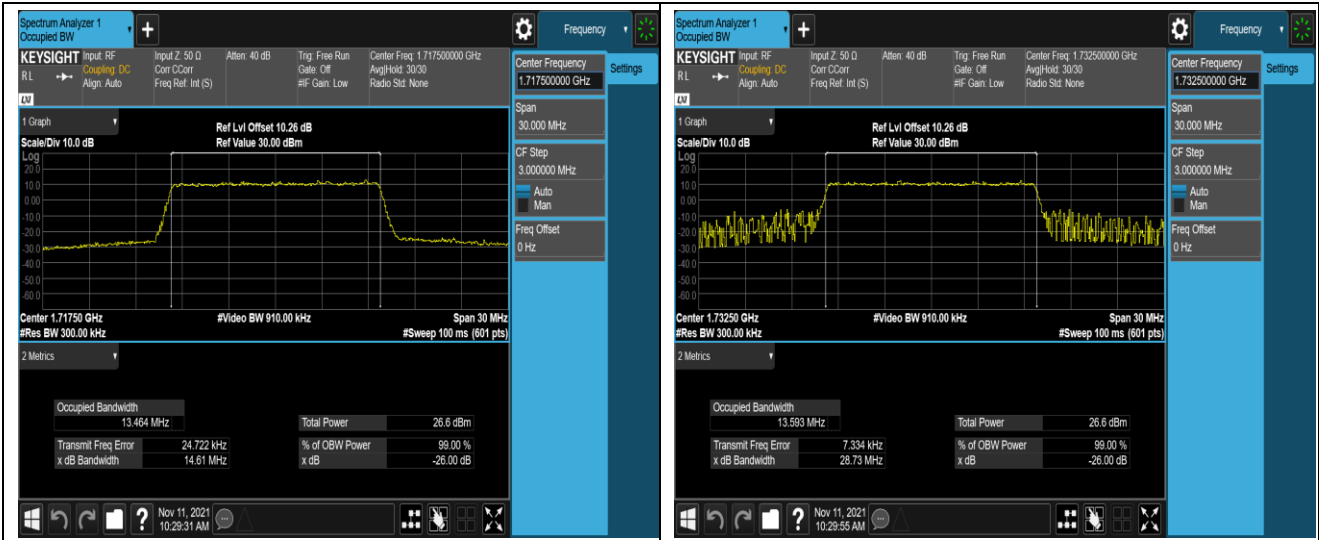 Spectrum Analyzer 1
Occupied BW
+
Frequency
KEYSIGHT
Input: RF
Coupling: DC
Align: Auto
Input Z: 50 Ω
Corr CCorr
Freq Ref: Int (S)
Atten: 40 dB
Trig: Free Run
Gate: Off
#IF Gain: Low
Center Freq: 1.717500000 GHz
Avg|Hold: 30/30
Radio Std: None
RL
LXI
Center Frequency
1.717500000 GHz
Settings
Span
30.000 MHz
CF Step
3.000000 MHz
Auto
Man
Freq Offset
0 Hz
1 Graph
Ref Lvl Offset 10.26 dB
Scale/Div 10.0 dB
Ref Value 30.00 dBm
Log
20.0
10.0
0.00
-10.0
-20.0
-30.0
-40.0
-50.0
-60.0
Center 1.71750 GHz
#Video BW 910.00 kHz
Span 30 MHz
#Res BW 300.00 kHz
#Sweep 100 ms (601 pts)
2 Metrics
Occupied Bandwidth
13.464 MHz
Total Power
26.6 dBm
Transmit Freq Error
24.722 kHz
% of OBW Power
99.00 %
x dB Bandwidth
14.61 MHz
x dB
-26.00 dB
?
Nov 11, 2021
10:29:31 AM
Spectrum Analyzer 1
Occupied BW
+
Frequency
KEYSIGHT
Input: RF
Coupling: DC
Align: Auto
Input Z: 50 Ω
Corr CCorr
Freq Ref: Int (S)
Atten: 40 dB
Trig: Free Run
Gate: Off
#IF Gain: Low
Center Freq: 1.732500000 GHz
Avg|Hold: 30/30
Radio Std: None
RL
LXI
Center Frequency
1.732500000 GHz
Settings
Span
30.000 MHz
CF Step
3.000000 MHz
Auto
Man
Freq Offset
0 Hz
1 Graph
Ref Lvl Offset 10.26 dB
Scale/Div 10.0 dB
Ref Value 30.00 dBm
Log
20.0
10.0
0.00
-10.0
-20.0
-30.0
-40.0
-50.0
-60.0
Center 1.73250 GHz
#Video BW 910.00 kHz
Span 30 MHz
#Res BW 300.00 kHz
#Sweep 100 ms (601 pts)
2 Metrics
Occupied Bandwidth
13.593 MHz
Total Power
26.6 dBm
Transmit Freq Error
7.334 kHz
% of OBW Power
99.00 %
x dB Bandwidth
28.73 MHz
x dB
-26.00 dB
?
Nov 11, 2021
10:29:55 AM